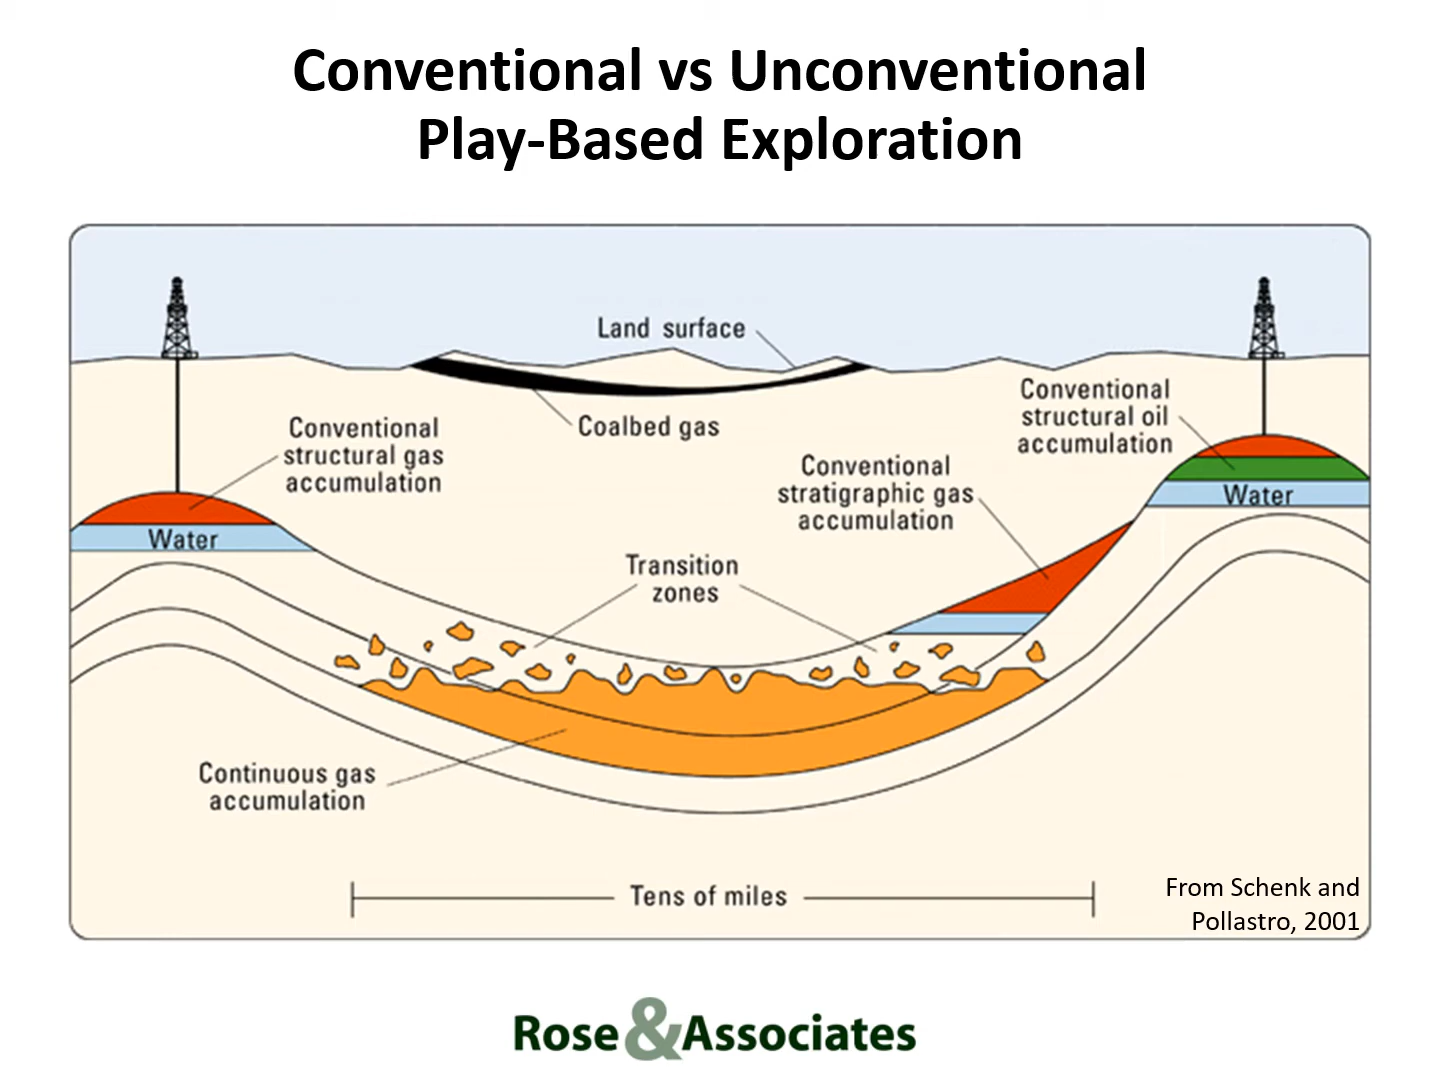 Conventional vs Unconventional
Play-Based Exploration
Land surface
Coalbed gas
Conventional
structural gas
accumulation
Water
Conventional
structural oil
accumulation
Water
Conventional
stratigraphic gas
accumulation
Transition
zones
Continuous gas
accumulation
Tens of miles
From Schenk and
Pollastro, 2001
Rose&Associates